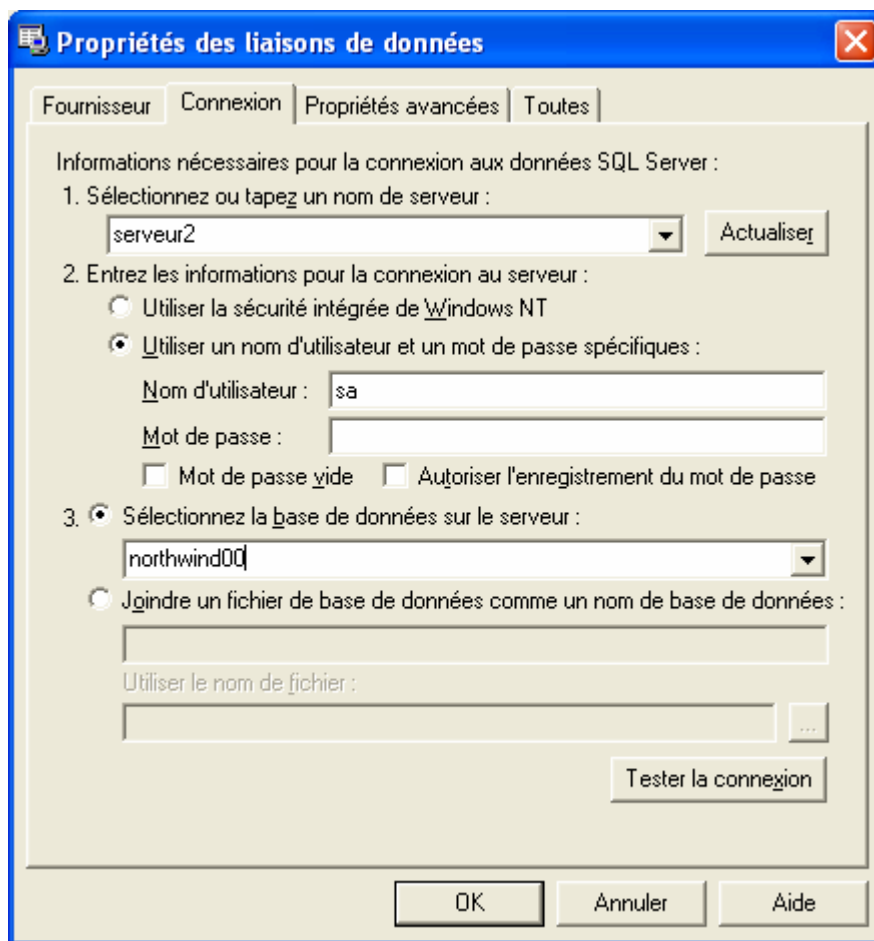 Propriétés des liaisons de données
Fournisseur Connexion Propriétés avancées Toutes
Informations nécessaires pour la connexion aux données SQL Server :
1. Sélectionnez ou tapez un nom de serveur :
serveur2 Actualiser
2. Entrez les informations pour la connexion au serveur :
Utiliser la sécurité intégrée de Windows NT
Utiliser un nom d'utilisateur et un mot de passe spécifiques :
Nom d'utilisateur : sa
Mot de passe :
Mot de passe vide Autoriser l'enregistrement du mot de passe
3. Sélectionnez la base de données sur le serveur :
northwind00
Joindre un fichier de base de données comme un nom de base de données :
Utiliser le nom de fichier :
...
Tester la connexion
OK Annuler Aide